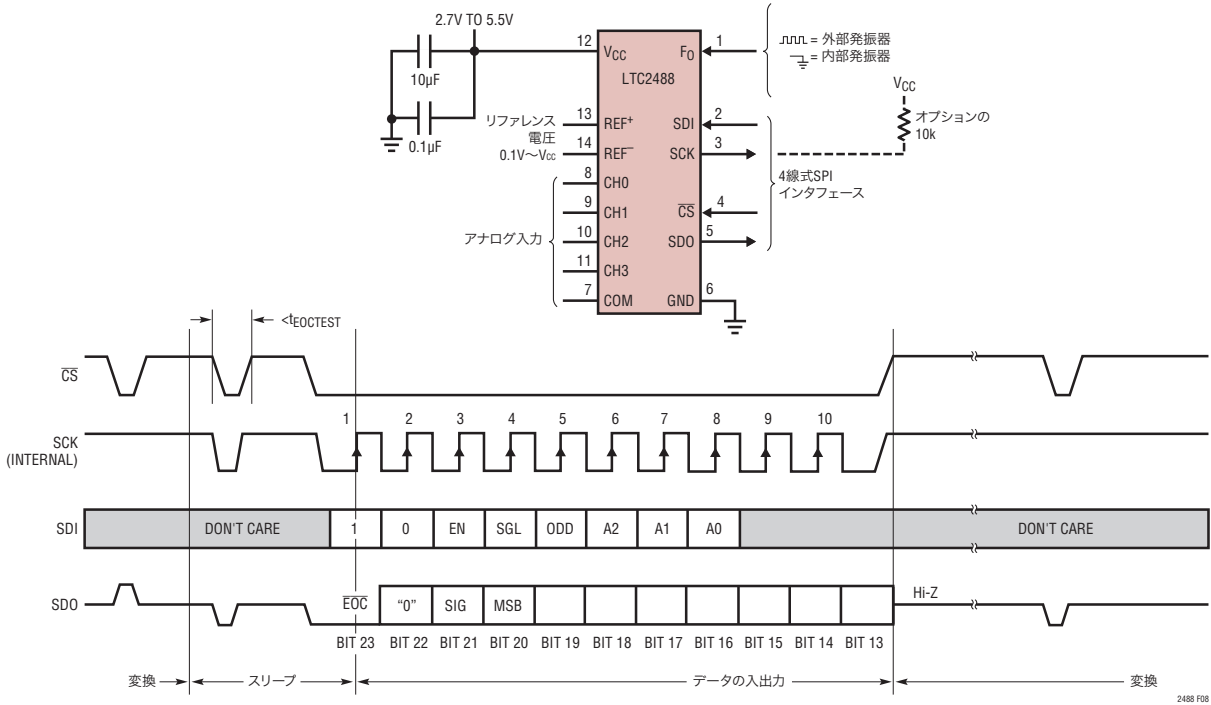 2.7V TO 5.5V
10µF
0.1µF
12
VCC
LTC2488
FO
1
= 外部発振器
= 内部発振器
VCC
オプションの
10k
リファレンス
電圧
0.1V～VCC
13
REF+
14
REF–
SDI
2
SCK
3
4線式SPI
インタフェース
アナログ入力
8
CH0
9
CH1
10
CH2
11
CH3
7
COM
CS
4
SDO
5
GND
6
<tEOCTEST
CS
SCK
(INTERNAL)
1 2 3 4 5 6 7 8 9 10
SDI
DON'T CARE 1 0 EN SGL ODD A2 A1 A0 DON'T CARE
SDO
EOC “0” SIG MSB Hi-Z
BIT 23 BIT 22 BIT 21 BIT 20 BIT 19 BIT 18 BIT 17 BIT 16 BIT 15 BIT 14 BIT 13
変換 スリープ データの入出力 変換
2488 F08